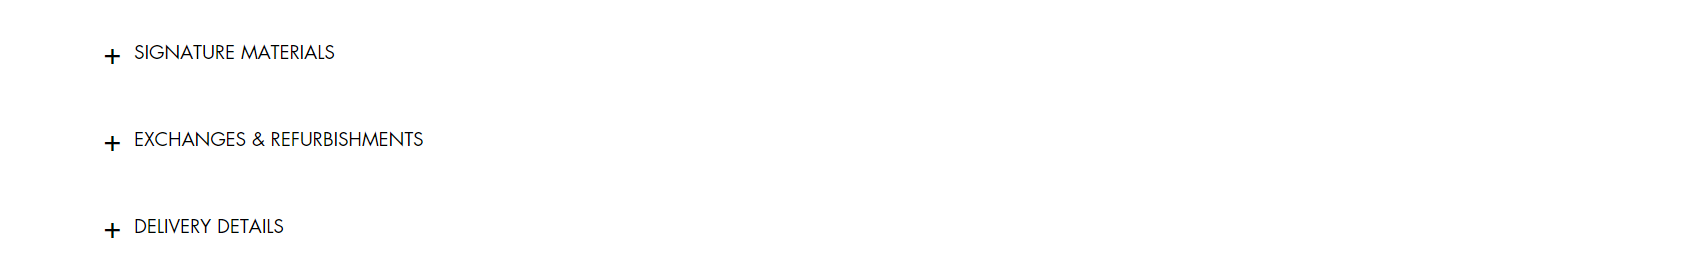 + SIGNATURE MATERIALS
+ EXCHANGES & REFURBISHMENTS
+ DELIVERY DETAILS